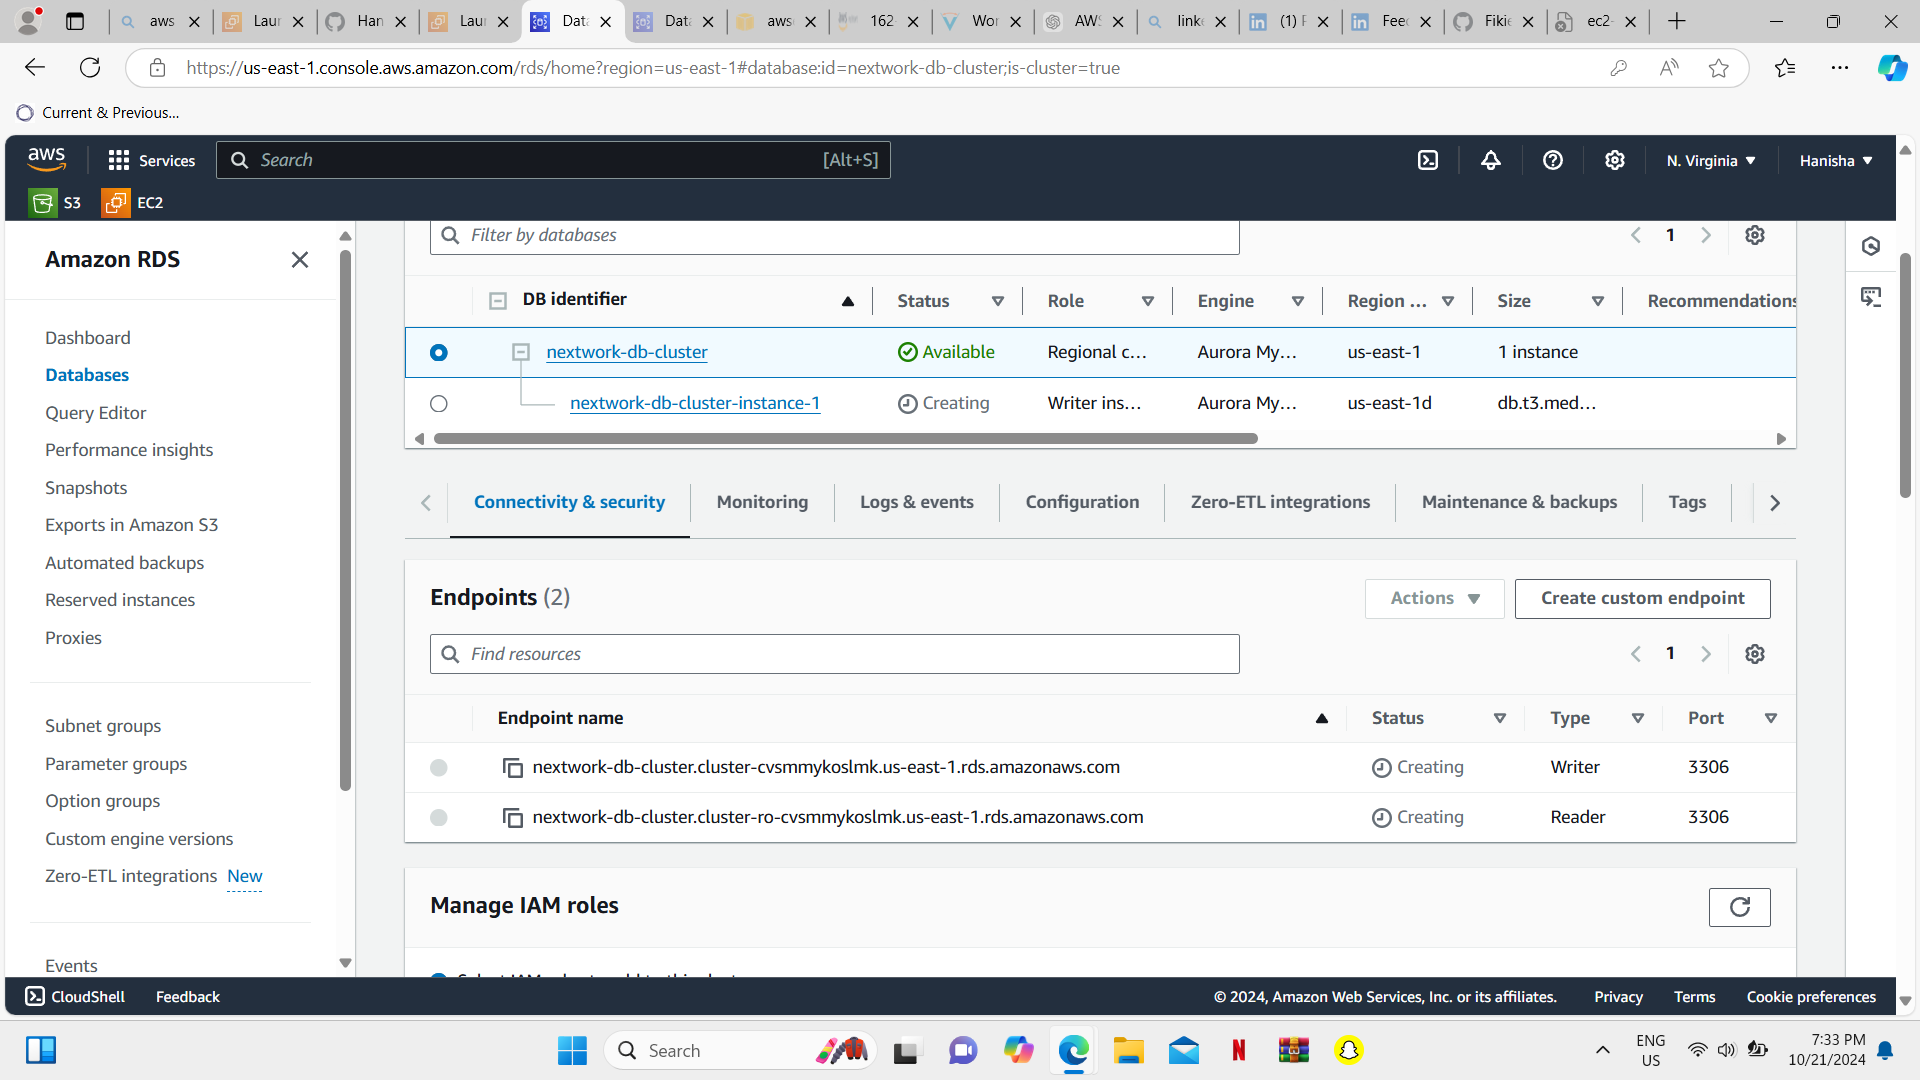 aws
Laur
Han
Laur
Data
Data
aws
162-
Wor
AWS
linke
(1) F
Feed
Fikie
ec2-
https://us-east-1.console.aws.amazon.com/rds/home?region=us-east-1#database:id=nextwork-db-cluster;is-cluster=true
Current & Previous...
aws
Services
Search
[Alt+S]
N. Virginia
Hanisha
S3
EC2
Amazon RDS
Dashboard
Databases
Query Editor
Performance insights
Snapshots
Exports in Amazon S3
Automated backups
Reserved instances
Proxies
Subnet groups
Parameter groups
Option groups
Custom engine versions
Zero-ETL integrations New
Events
Filter by databases
1
DB identifier Status Role Engine Region ... Size Recommendations
nextwork-db-cluster Available Regional c... Aurora My... us-east-1 1 instance
nextwork-db-cluster-instance-1 Creating Writer ins... Aurora My... us-east-1d db.t3.med...
Connectivity & security Monitoring Logs & events Configuration Zero-ETL integrations Maintenance & backups Tags
Endpoints (2)
Actions
Create custom endpoint
Find resources
1
Endpoint name Status Type Port
nextwork-db-cluster.cluster-cvsmmykoslmk.us-east-1.rds.amazonaws.com Creating Writer 3306
nextwork-db-cluster.cluster-ro-cvsmmykoslmk.us-east-1.rds.amazonaws.com Creating Reader 3306
Manage IAM roles
CloudShell
Feedback
© 2024, Amazon Web Services, Inc. or its affiliates.
Privacy
Terms
Cookie preferences
Search
ENG
US
7:33 PM
10/21/2024